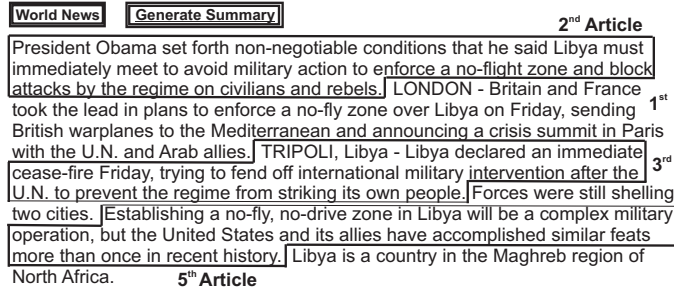 World News Generate Summary
2nd Article
President Obama set forth non-negotiable conditions that he said Libya must
immediately meet to avoid military action to enforce a no-flight zone and block
attacks by the regime on civilians and rebels. LONDON - Britain and France
1st
took the lead in plans to enforce a no-fly zone over Libya on Friday, sending
British warplanes to the Mediterranean and announcing a crisis summit in Paris
with the U.N. and Arab allies. TRIPOLI, Libya - Libya declared an immediate
3rd
cease-fire Friday, trying to fend off international military intervention after the
U.N. to prevent the regime from striking its own people. Forces were still shelling
two cities. Establishing a no-fly, no-drive zone in Libya will be a complex military
operation, but the United States and its allies have accomplished similar feats
more than once in recent history. Libya is a country in the Maghreb region of
North Africa.
5th Article